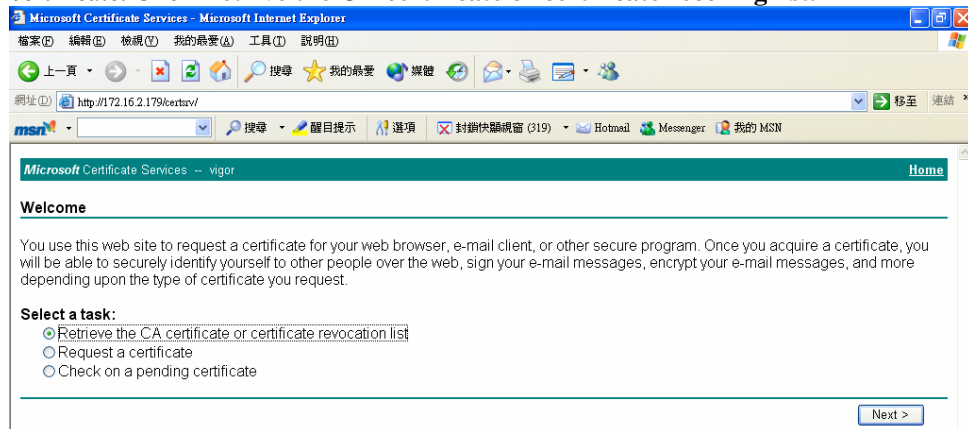 Microsoft Certificate Services - Microsoft Internet Explorer
檔案(F) 編輯(E) 檢視(V) 我的最愛(A) 工具(T) 說明(H)
上一頁 搜尋 我的最愛 媒體
網址(D) http://172.16.2.179/certsrv/ 移至 連結 »
msn 搜尋 醒目提示 選項 封鎖快顯視窗 (319) Hotmail Messenger 我的 MSN
Microsoft Certificate Services -- vigor Home
Welcome
You use this web site to request a certificate for your web browser, e-mail client, or other secure program. Once you acquire a certificate, you
will be able to securely identify yourself to other people over the web, sign your e-mail messages, encrypt your e-mail messages, and more
depending upon the type of certificate you request.
Select a task:
Retrieve the CA certificate or certificate revocation list
Request a certificate
Check on a pending certificate
Next >